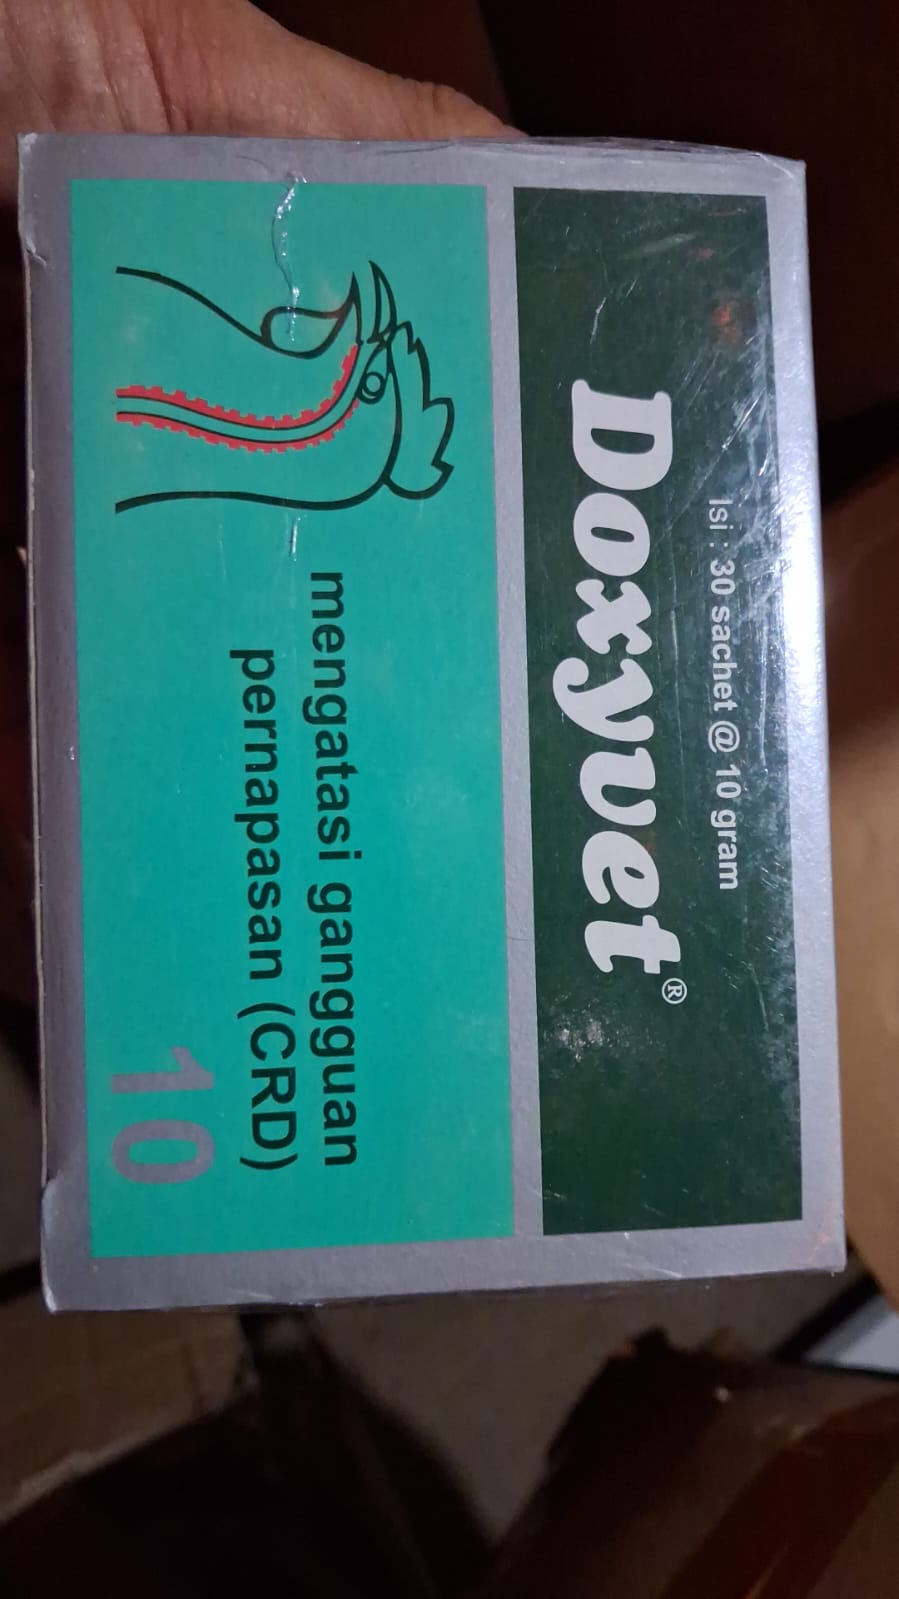 Isi : 30 sachet @ 10 gram
Doxyvet®
mengatasi gangguan
pernapasan (CRD)
10